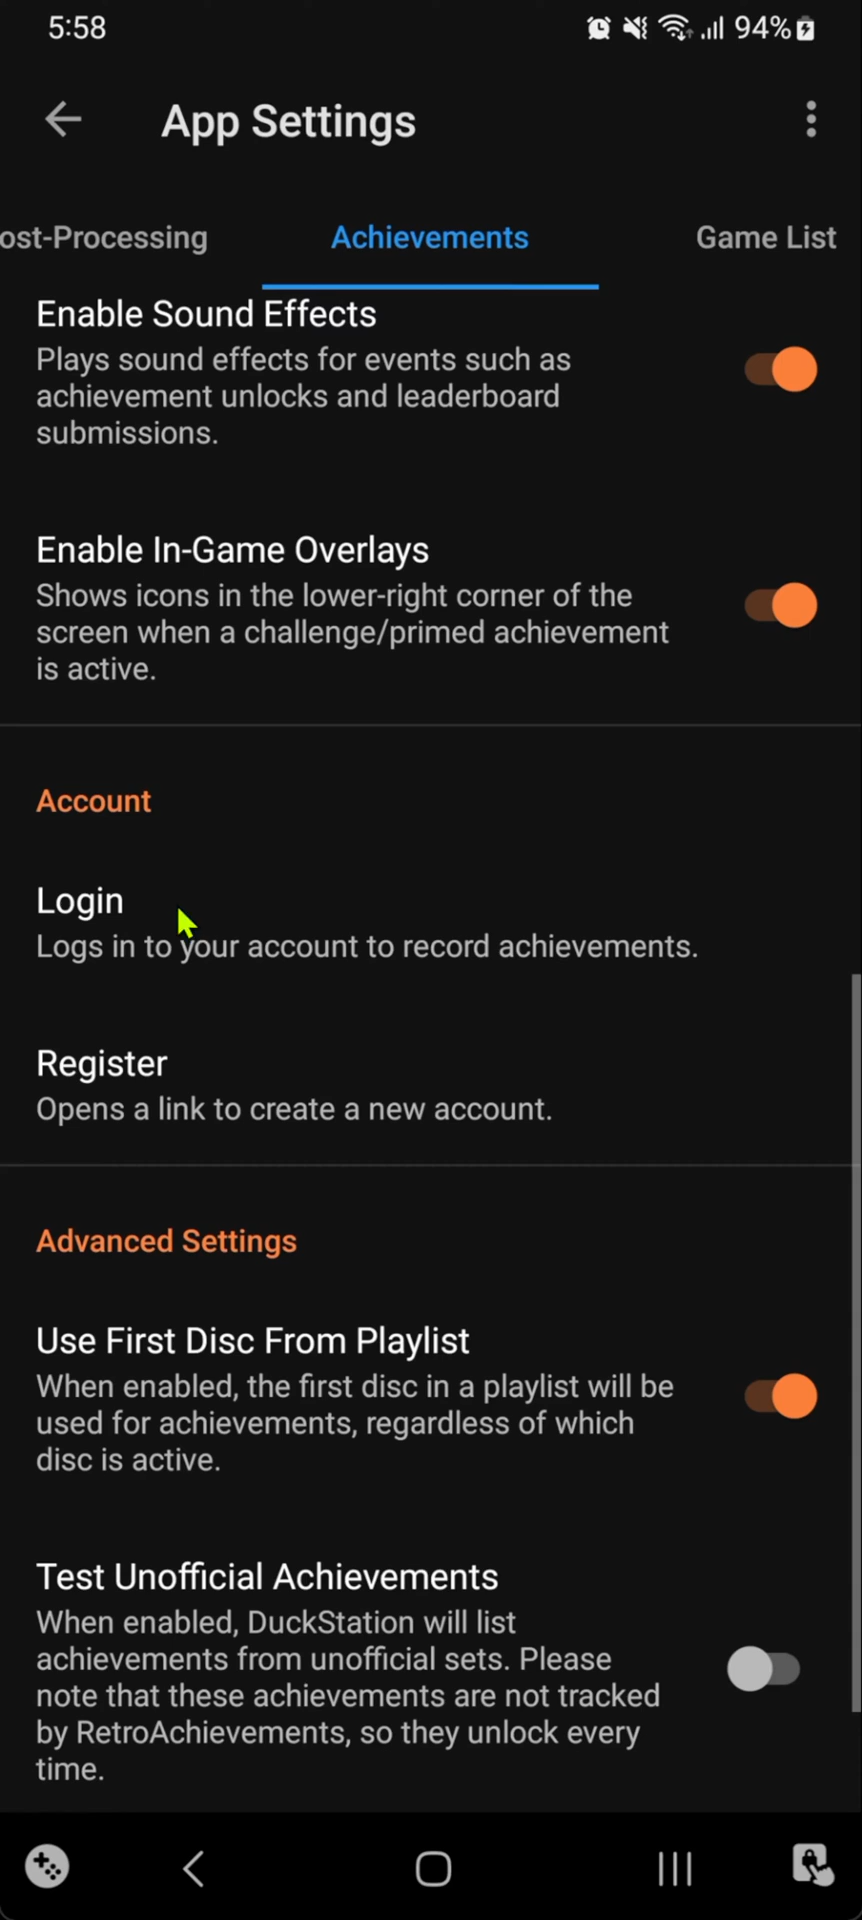 5:58
94%
App Settings
ost-Processing
Achievements
Game List
Enable Sound Effects
Plays sound effects for events such as
achievement unlocks and leaderboard
submissions.
Enable In-Game Overlays
Shows icons in the lower-right corner of the
screen when a challenge/primed achievement
is active.
Account
Login
Logs in to your account to record achievements.
Register
Opens a link to create a new account.
Advanced Settings
Use First Disc From Playlist
When enabled, the first disc in a playlist will be
used for achievements, regardless of which
disc is active.
Test Unofficial Achievements
When enabled, DuckStation will list
achievements from unofficial sets. Please
note that these achievements are not tracked
by RetroAchievements, so they unlock every
time.